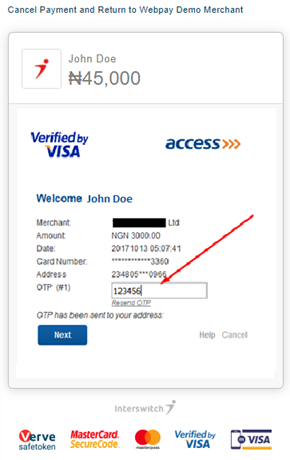 Cancel Payment and Return to Webpay Demo Merchant
John Doe
₦45,000
Verified by
VISA
access>>>
Welcome John Doe
Merchant: Ltd
Amount: NGN 3000.00
Date: 20171013 05:07:41
Card Number: ************3360
Address 234805***0966
OTP (#1) 123456
Resend OTP
OTP has been sent to your address:
Next Help Cancel
Interswitch
Verve
safetoken
MasterCard.
SecureCode.
mastercard
Verified by
VISA
VISA